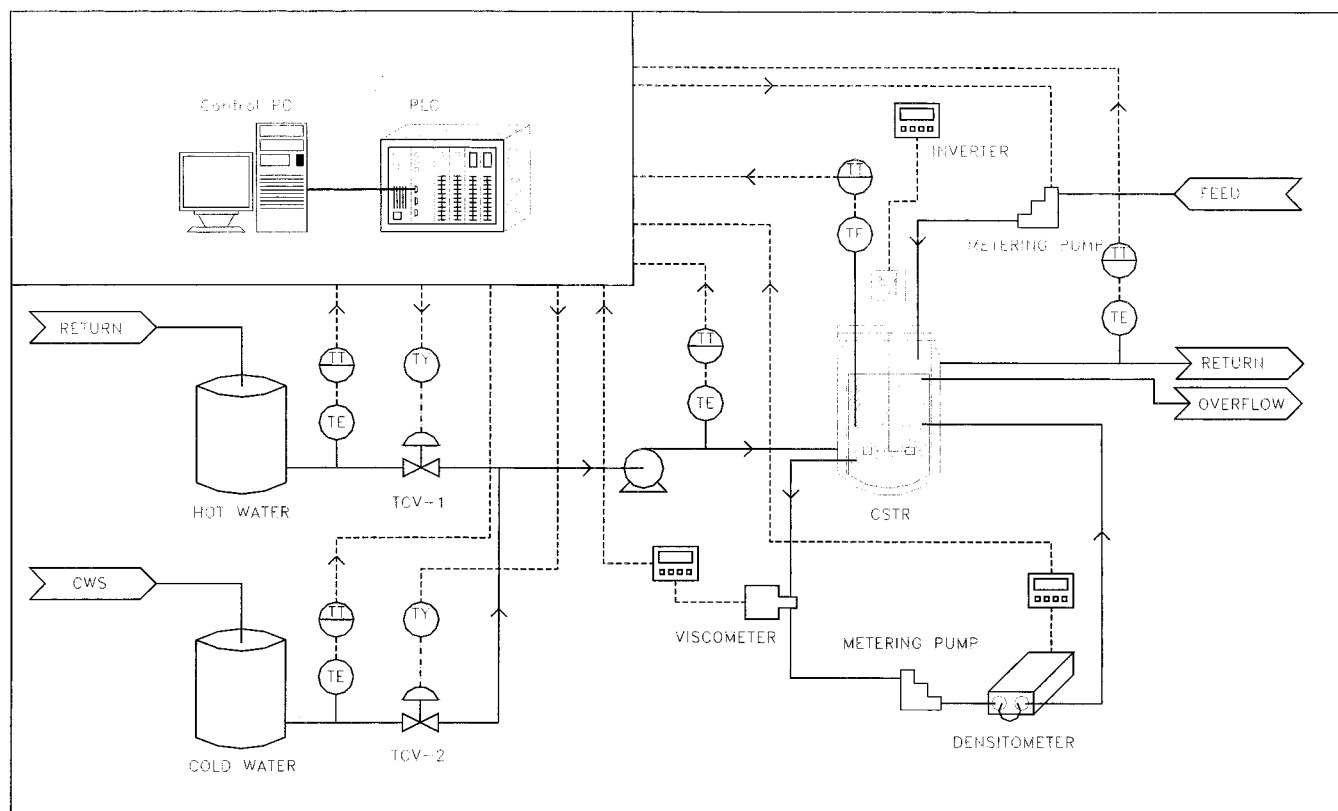 Control PC
PLC
INVERTER
TT
TE
FEED
METERING PUMP
TT
TE
RETURN
TT
TY
TT
TE
TE
RETURN
OVERFLOW
HOT WATER
TCV-1
CSTR
CWS
TT
TY
TE
VISCOMETER
METERING PUMP
COLD WATER
TCV-2
DENSITOMETER